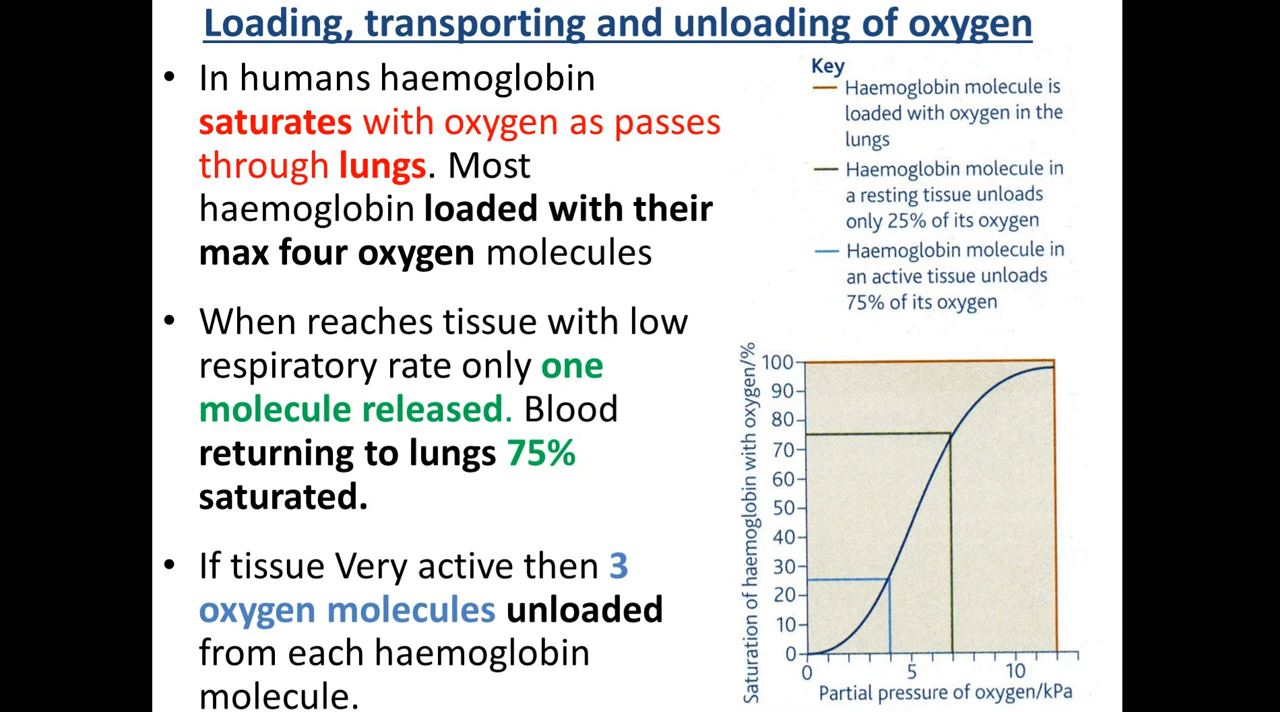 Loading, transporting and unloading of oxygen
• In humans haemoglobin
saturates with oxygen as passes
through lungs. Most
haemoglobin loaded with their
max four oxygen molecules
• When reaches tissue with low
respiratory rate only one
molecule released. Blood
returning to lungs 75%
saturated.
• If tissue Very active then 3
oxygen molecules unloaded
from each haemoglobin
molecule.
Key
Haemoglobin molecule is
loaded with oxygen in the
lungs
Haemoglobin molecule in
a resting tissue unloads
only 25% of its oxygen
Haemoglobin molecule in
an active tissue unloads
75% of its oxygen
Saturation of haemoglobin with oxygen/%
100
90
80
70
60
50
40
30
20
10
0
0 5 10
Partial pressure of oxygen/kPa